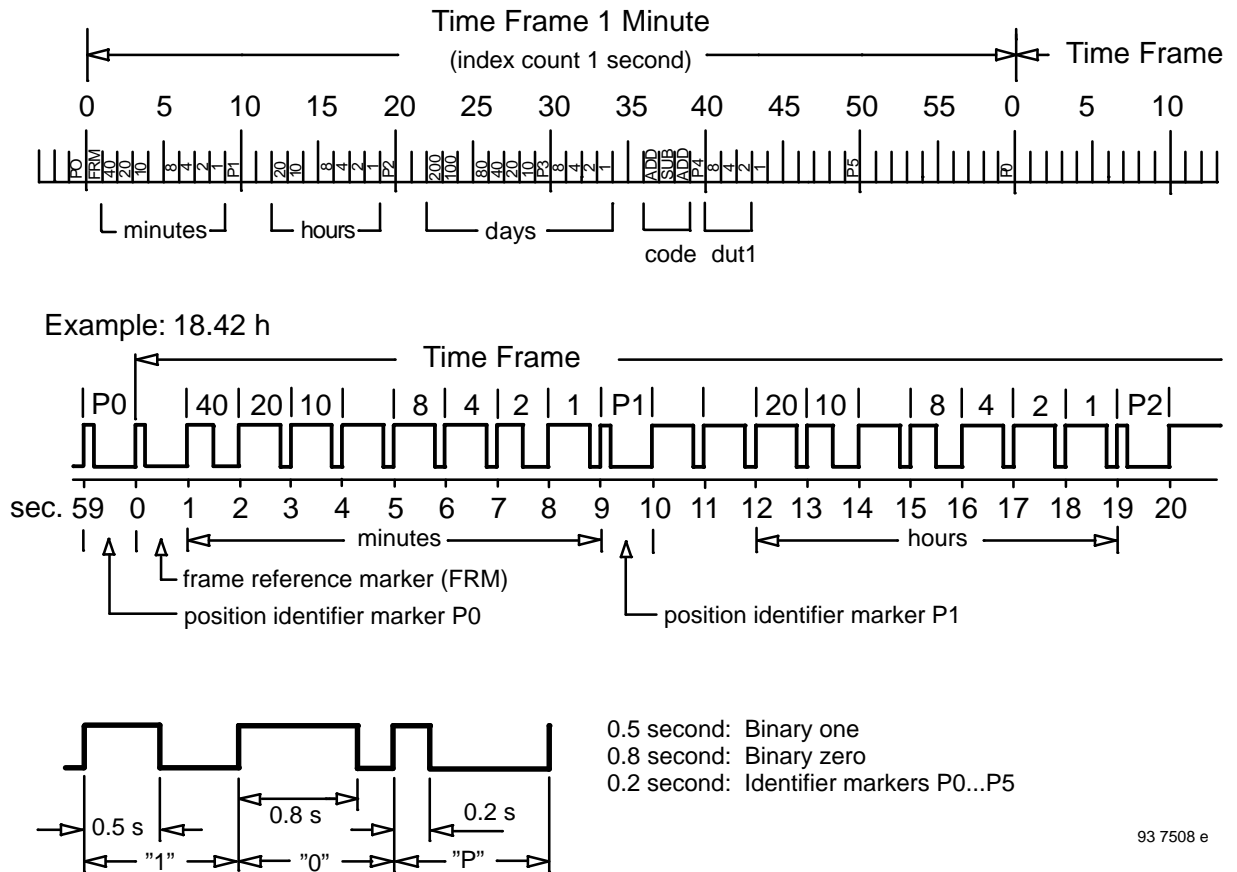 Time Frame 1 Minute
(index count 1 second)
Time Frame
0 5 10 15 20 25 30 35 40 45 50 55 0 5 10
PO FRM 40 20 10 8 4 2 1 P1 20 10 8 4 2 1 P2 200 100 80 40 20 10 P3 8 4 2 1 ADD SUB ADD P4 8 4 2 1 P5 P0
minutes hours days
code dut1
Example: 18.42 h
Time Frame
P0 40 20 10 8 4 2 1 P1 20 10 8 4 2 1 P2
sec. 59 0 1 2 3 4 5 6 7 8 9 10 11 12 13 14 15 16 17 18 19 20
minutes hours
frame reference marker (FRM)
position identifier marker P0 position identifier marker P1
0.5 second: Binary one
0.8 second: Binary zero
0.2 second: Identifier markers P0...P5
0.5 s 0.8 s 0.2 s
"1" "0" "P"
93 7508 e